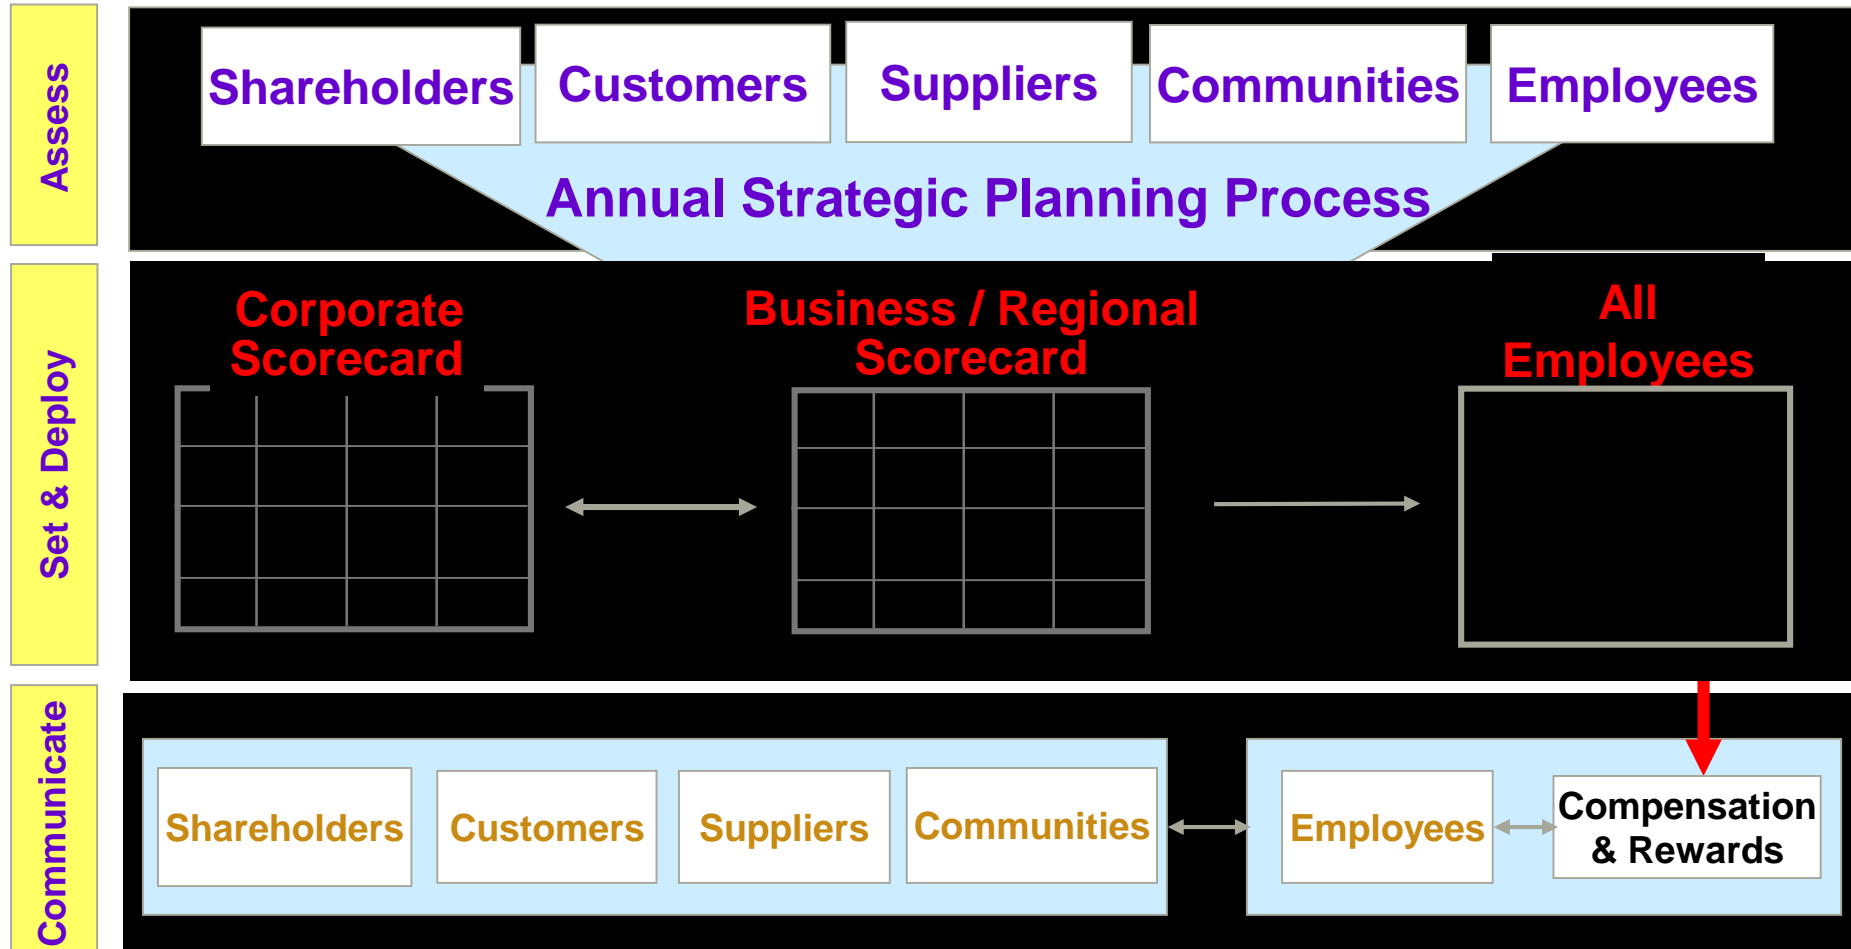 Assess
Shareholders
Customers
Suppliers
Communities
Employees
Annual Strategic Planning Process
Set & Deploy
Corporate
Scorecard
Business / Regional
Scorecard
All
Employees
Communicate
Shareholders
Customers
Suppliers
Communities
Employees
Compensation
& Rewards